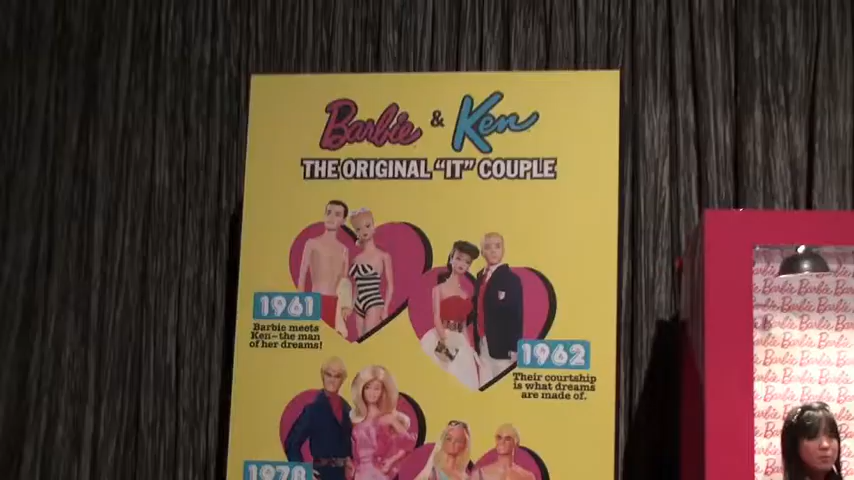 Barbie & Ken
THE ORIGINAL "IT" COUPLE
1961
Barbie meets
Ken—the man
of her dreams!
1962
Their courtship
is what dreams
are made of.
1978
Barbie Barbie Barbie